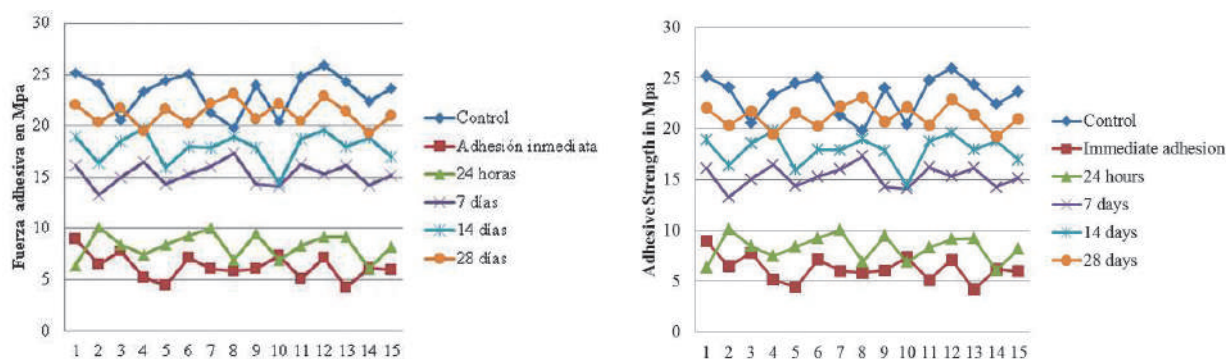 Fuerza adhesiva en Mpa
30
25
20
15
10
5
0
1 2 3 4 5 6 7 8 9 10 11 12 13 14 15
Control
Adhesión inmediata
24 horas
7 días
14 días
28 días
Adhesive Strength in Mpa
30
25
20
15
10
5
0
1 2 3 4 5 6 7 8 9 10 11 12 13 14 15
Control
Immediate adhesion
24 hours
7 days
14 days
28 days